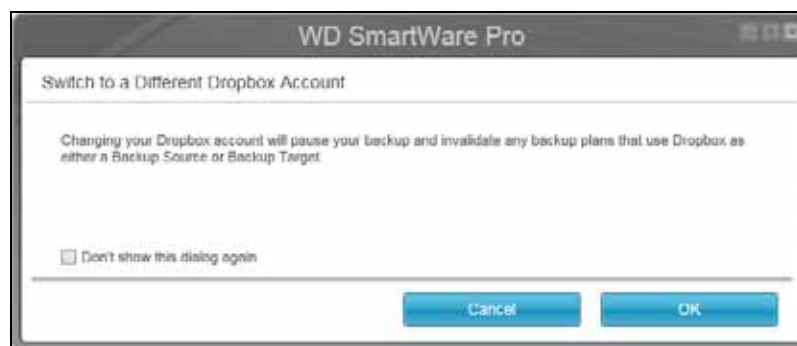 WD SmartWare Pro
Switch to a Different Dropbox Account
Changing your Dropbox account will pause your backup and invalidate any backup plans that use Dropbox as
either a Backup Source or Backup Target
Don't show this dialog again
Cancel
OK